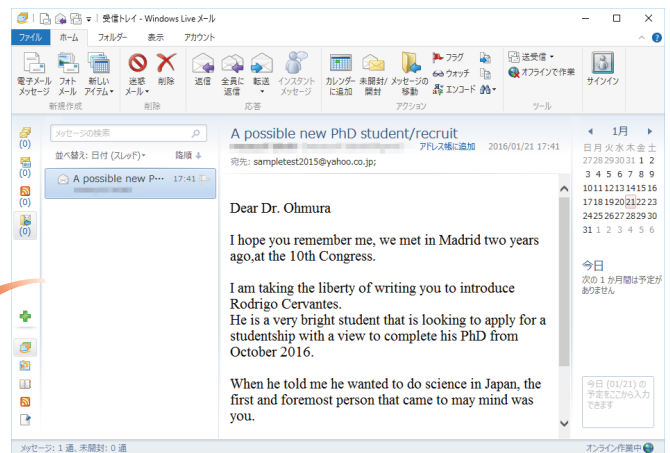 受信トレイ - Windows Live メール
ファイル ホーム フォルダー 表示 アカウント
電子メール メッセージ
フォト メール
新しい アイテム
迷惑 メール
削除
返信
全員に 返信
転送
インスタント メッセージ
カレンダーに追加
未開封/開封
メッセージの 移動
フラグ
ウォッチ
エンコード
送受信
オフラインで作業
サインイン
新規作成 削除 応答 アクション ツール
(0)
(0)
(0)
(0)
メッセージの検索
並べ替え: 日付 (スレッド) 降順
A possible new P… 17:41
A possible new PhD student/recruit
アドレス帳に追加 2016/01/21 17:41
宛先: sampletest2015@yahoo.co.jp;
Dear Dr. Ohmura
I hope you remember me, we met in Madrid two years
ago,at the 10th Congress.
I am taking the liberty of writing you to introduce
Rodrigo Cervantes.
He is a very bright student that is looking to apply for a
studentship with a view to complete his PhD from
October 2016.
When he told me he wanted to do science in Japan, the
first and foremost person that came to may mind was
you.
1月
日 月 火 水 木 金 土
27 28 29 30 31 1 2
3 4 5 6 7 8 9
10 11 12 13 14 15 16
17 18 19 20 21 22 23
24 25 26 27 28 29 30
31 1 2 3 4 5 6
今日
次の 1 か月間は予定が
ありません
今日 (01/21) の
予定をここから入力
できます
メッセージ: 1 通、未開封: 0 通
オンライン作業中